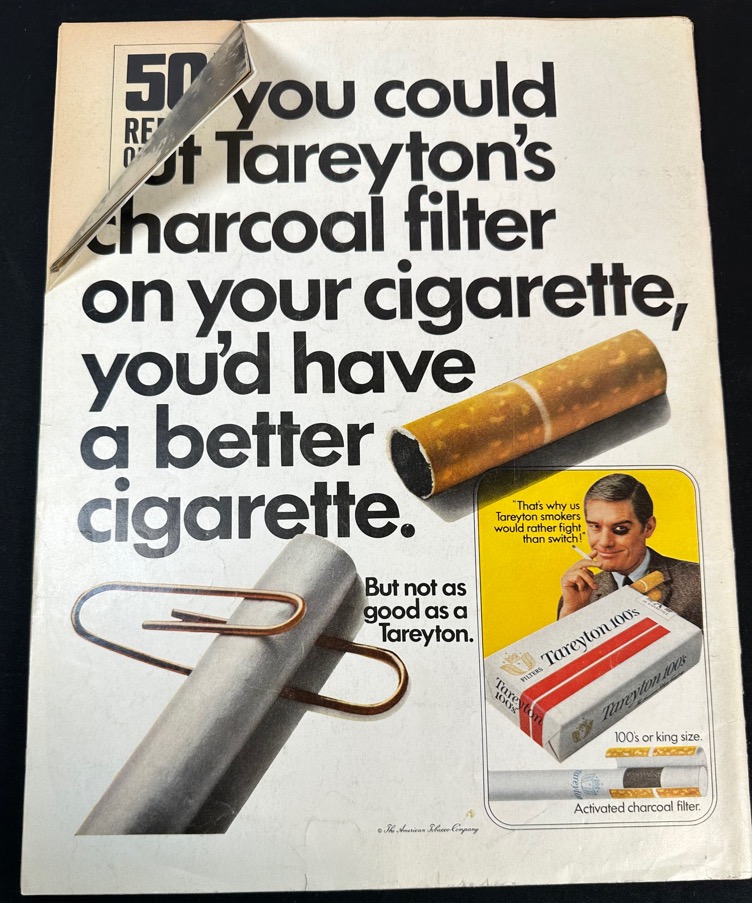 50
you could
ut Tareyton's
charcoal filter
on your cigarette,
you'd have
a better
cigarette.
But not as
good as a
Tareyton.
"That's why us
Tareyton smokers
would rather fight
than switch!"
Tareyton 100's
FILTERS
Tareyton
100's
Tareyton 100's
100's or king size.
Tareyton
Activated charcoal filter.
© The American Tobacco Company